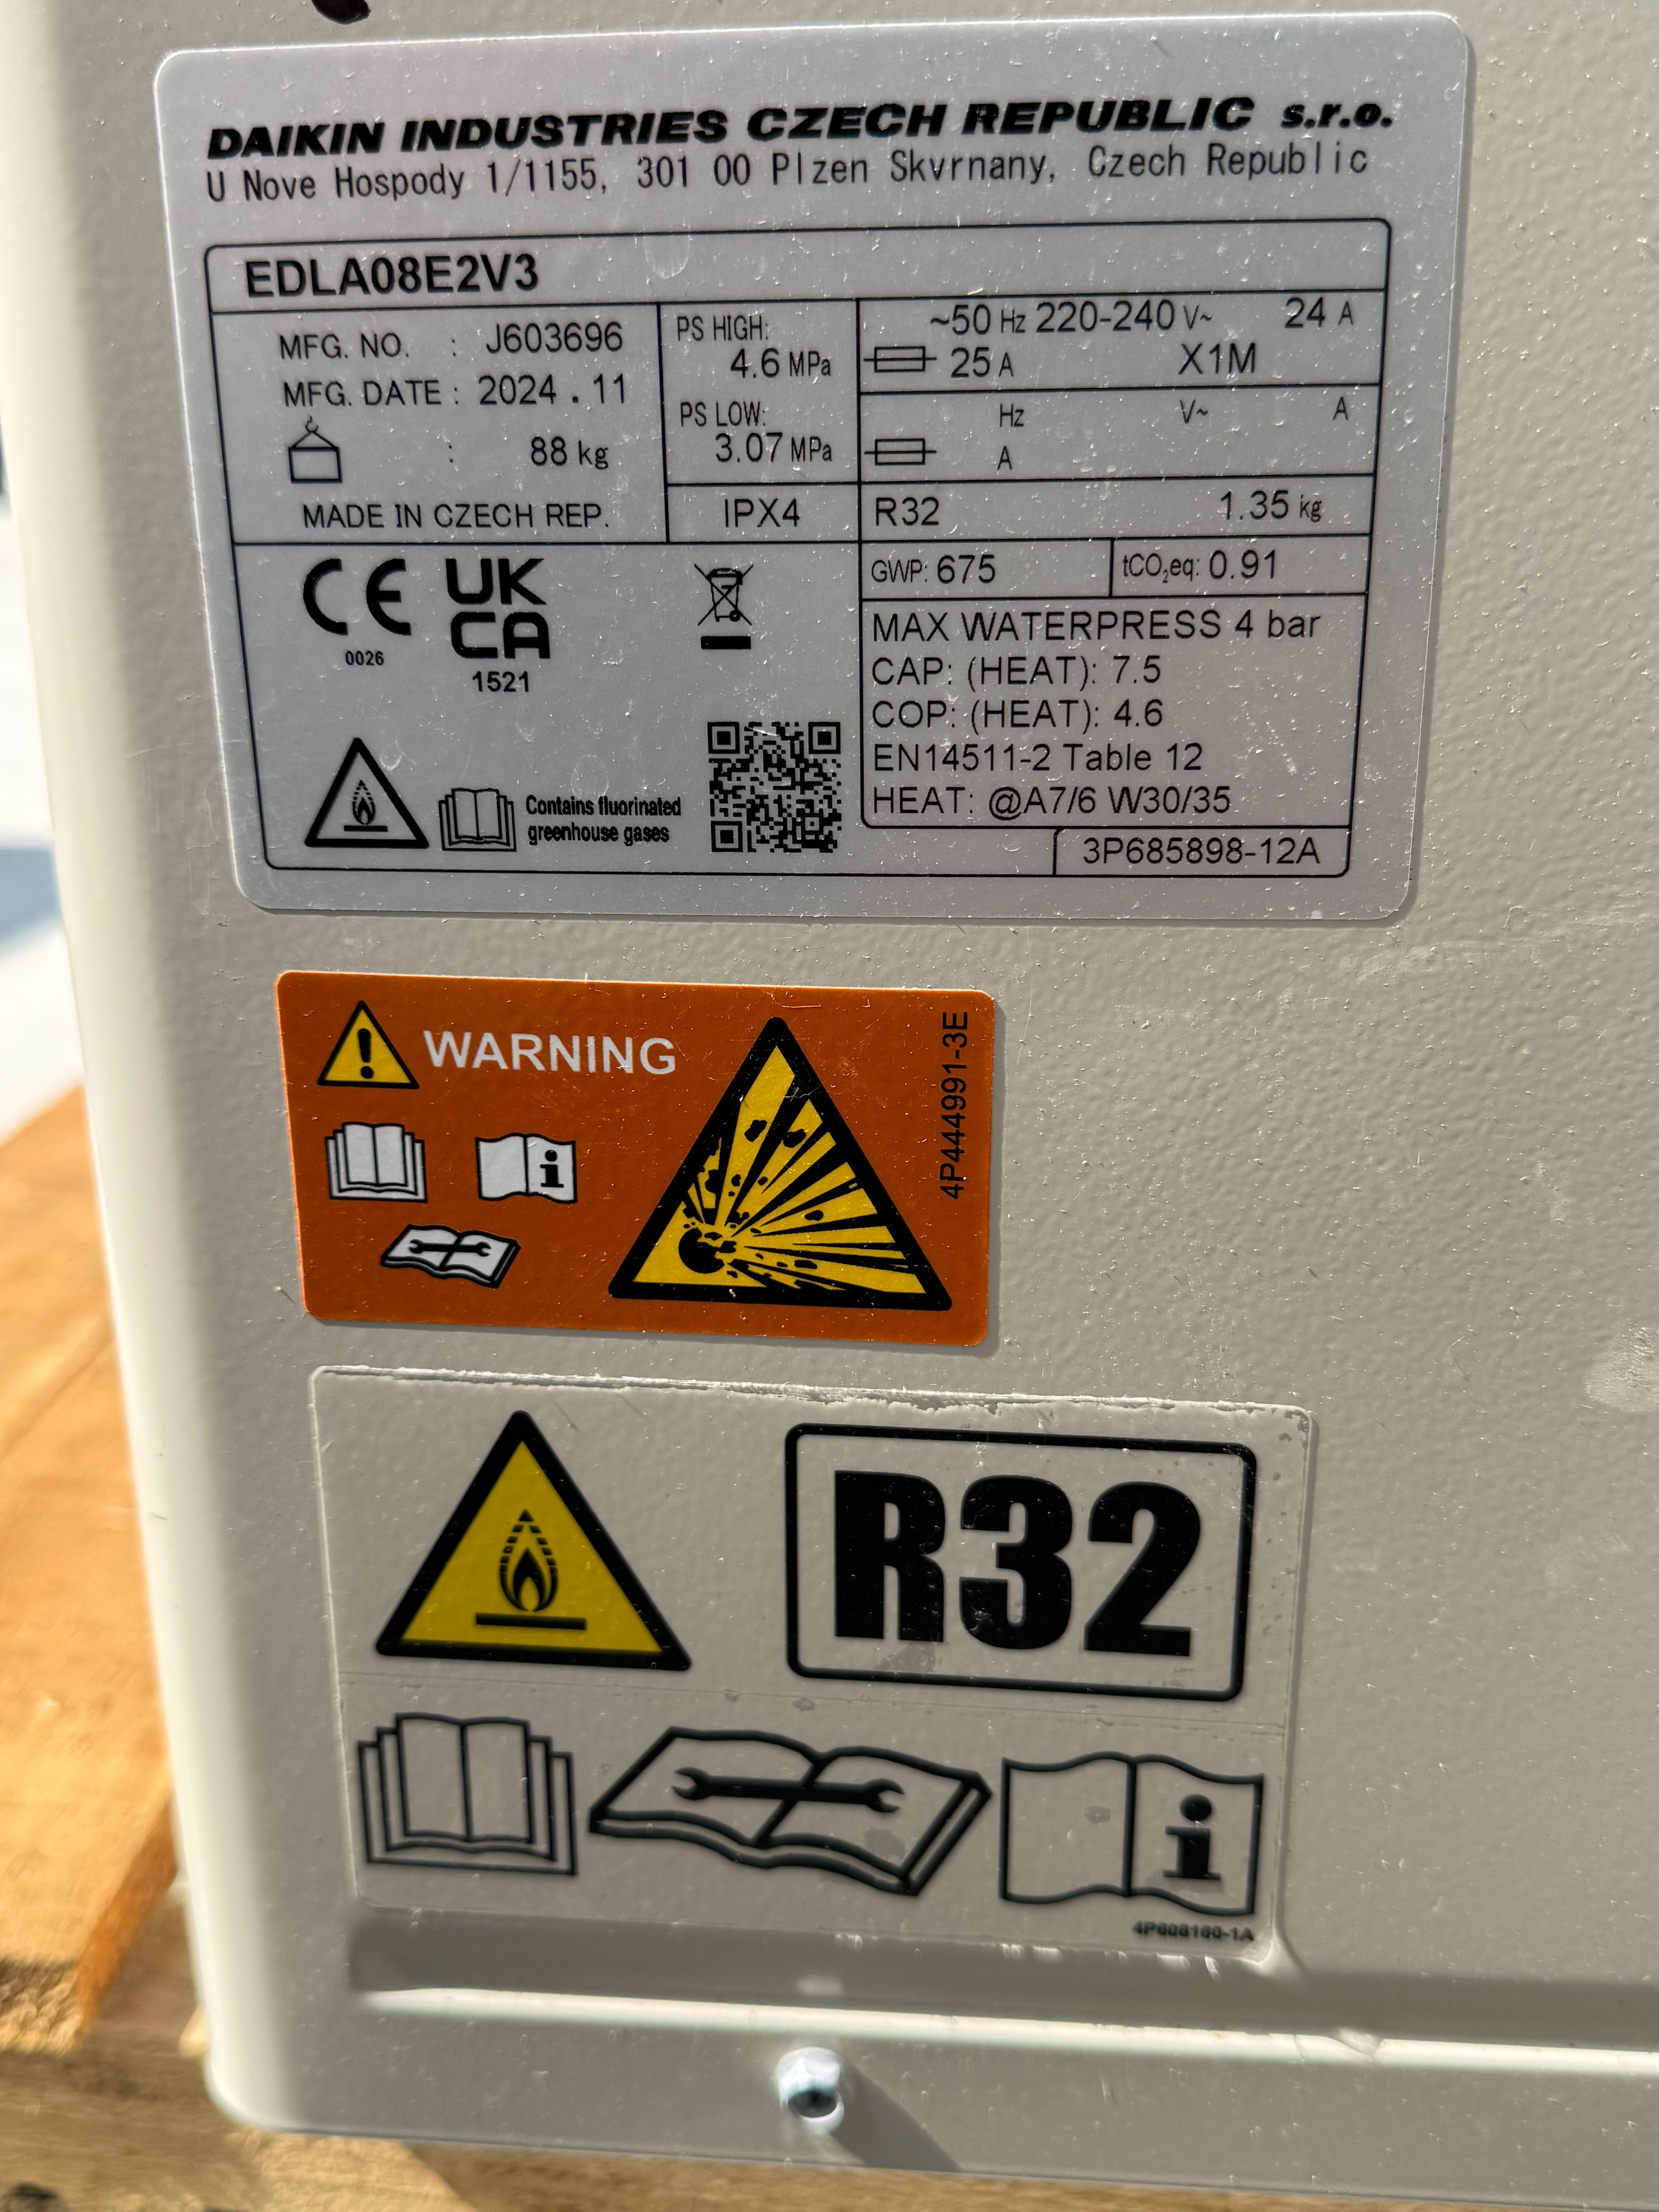 DAIKIN INDUSTRIES CZECH REPUBLIC s.r.o.
U Nove Hospody 1/1155, 301 00 Plzen Skvrnany, Czech Republic
EDLA08E2V3
MFG. NO. : J603696
MFG. DATE : 2024 . 11
: 88 kg
MADE IN CZECH REP.
PS HIGH:
4.6 MPa
PS LOW:
3.07 MPa
IPX4
~50 Hz 220-240 V~ 24 A
25 A X1M
Hz V~ A
A
R32 1.35 kg
GWP: 675 tCO₂eq: 0.91
MAX WATERPRESS 4 bar
CAP: (HEAT): 7.5
COP: (HEAT): 4.6
EN14511-2 Table 12
HEAT: @A7/6 W30/35
3P685898-12A
CE
0026
UK
CA
1521
Contains fluorinated
greenhouse gases
WARNING
4P444991-3E
R32
4P608160-1A